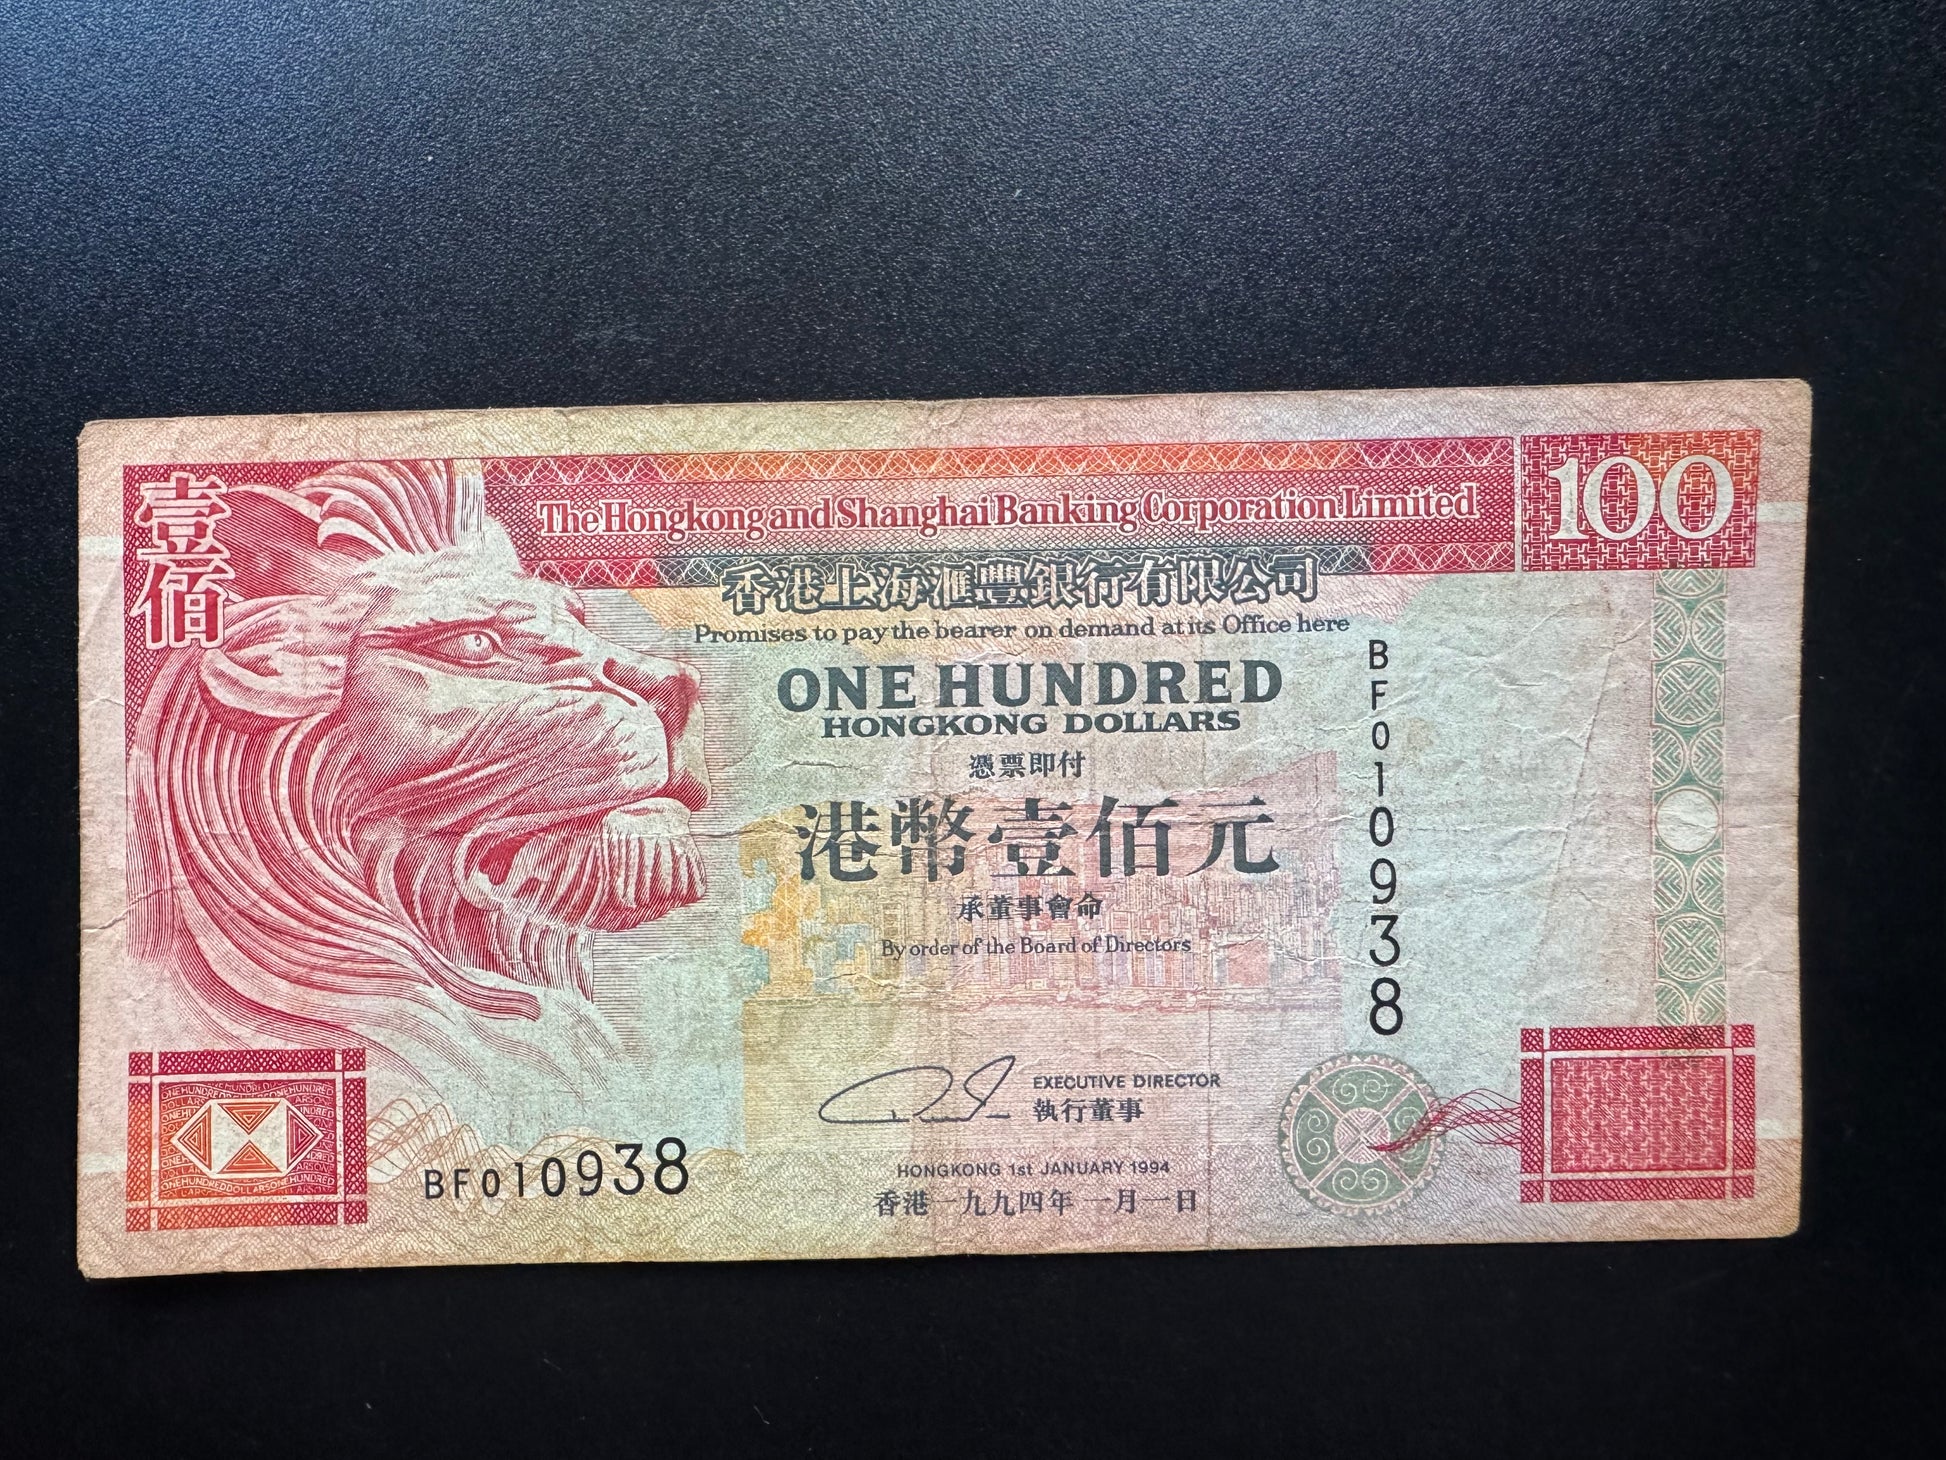 壹佰
The Hongkong and Shanghai Banking Corporation Limited
100
香港上海滙豐銀行有限公司
Promises to pay the bearer on demand at its Office here
ONE HUNDRED
HONGKONG DOLLARS
憑票即付
港幣壹佰元
承董事會命
By order of the Board of Directors
BF010938
EXECUTIVE DIRECTOR
執行董事
HONGKONG 1st JANUARY 1994
香港一九九四年一月一日
BF010938